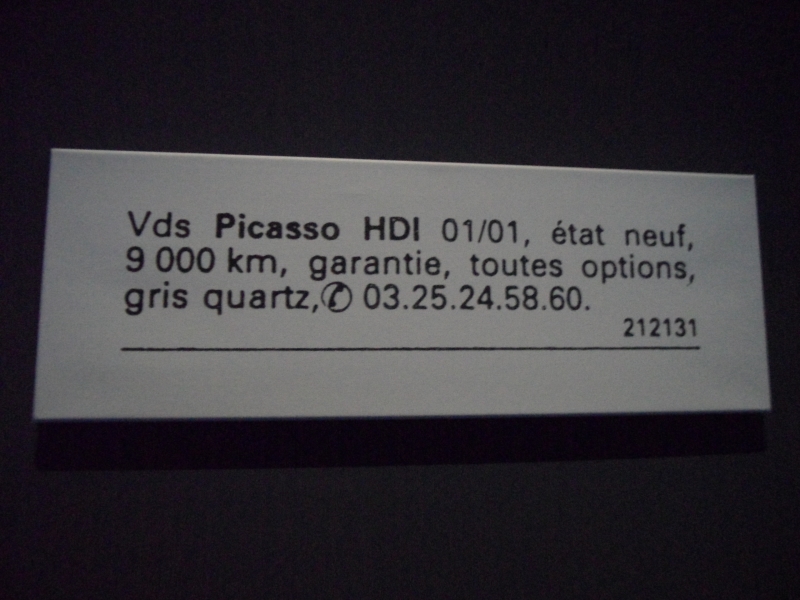 Vds Picasso HDI 01/01, état neuf,
9 000 km, garantie, toutes options,
gris quartz,✆ 03.25.24.58.60.
212131